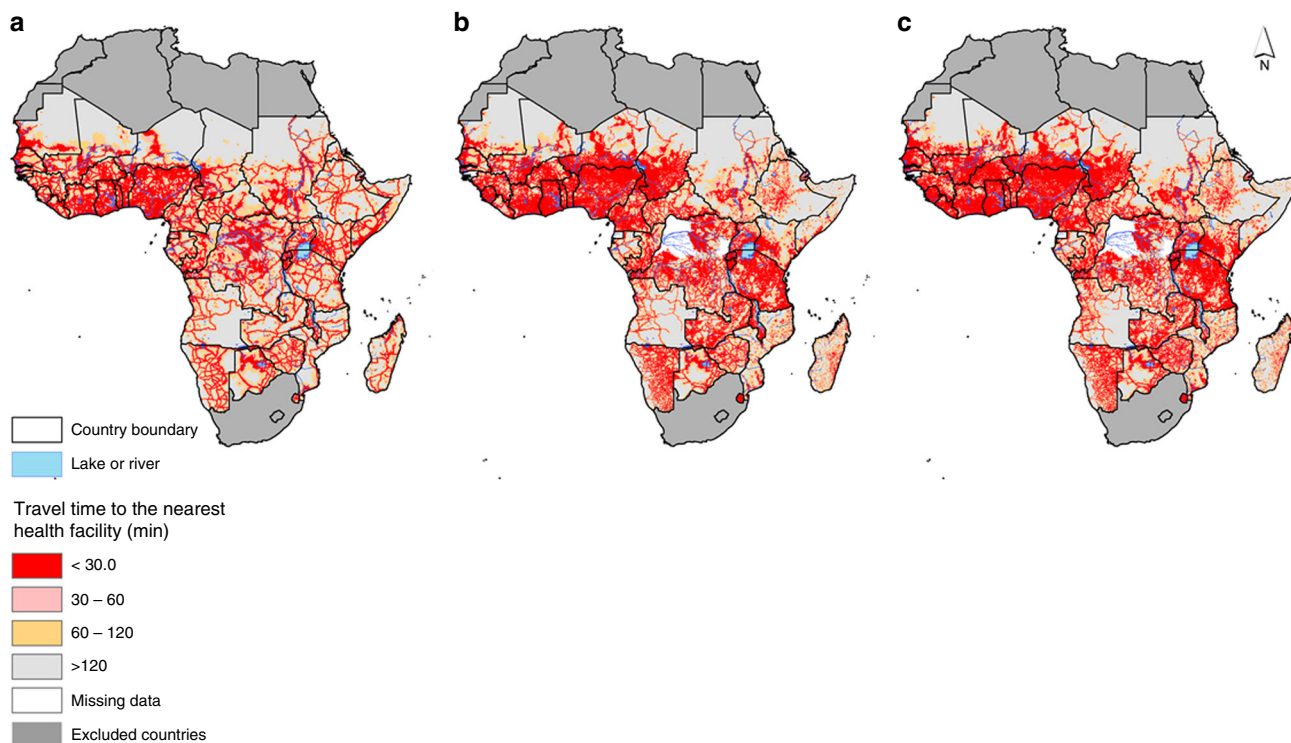 a
b
c
N
Country boundary
Lake or river
Travel time to the nearest
health facility (min)
< 30.0
30 – 60
60 – 120
>120
Missing data
Excluded countries